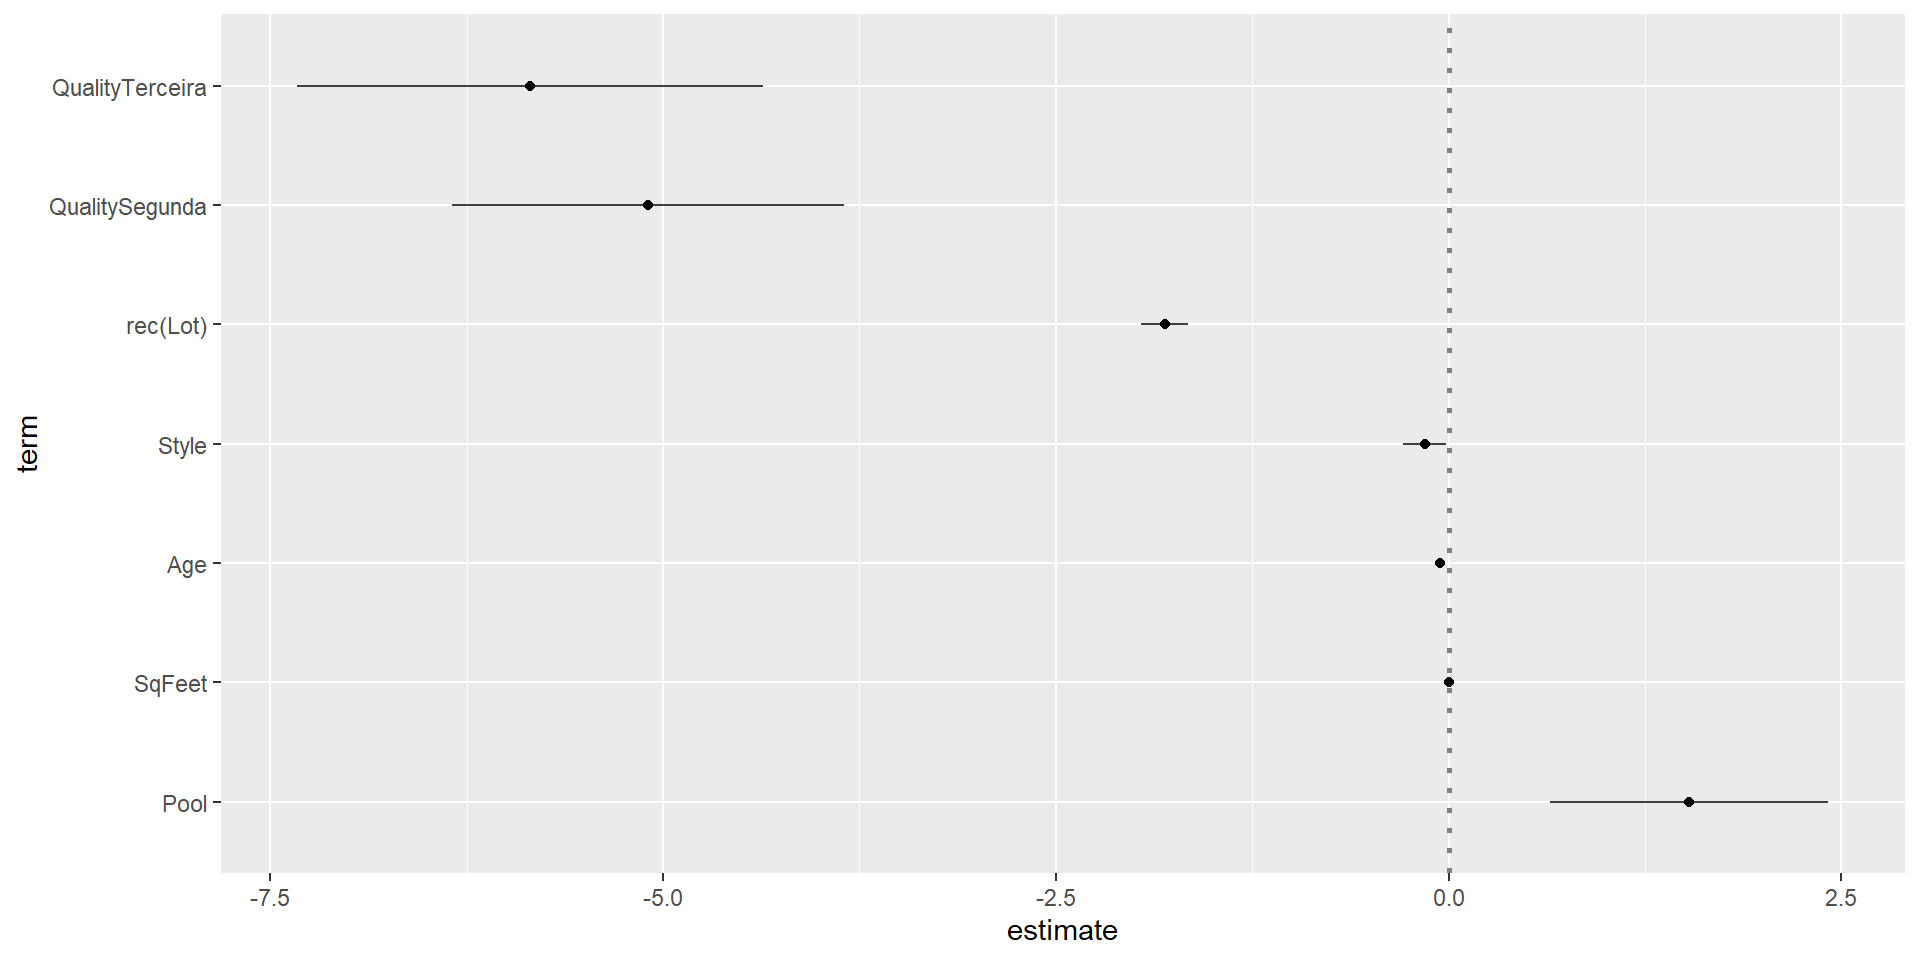 QualityTerceira
QualitySegunda
rec(Lot)
Style
Age
SqFeet
Pool
term
-7.5 -5.0 -2.5 0.0 2.5
estimate